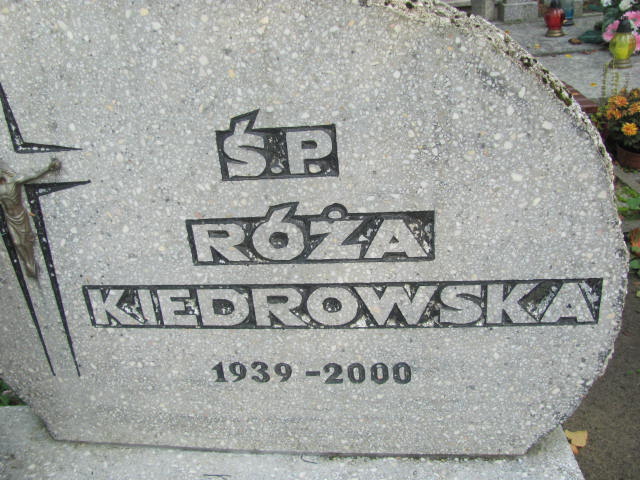 Ś.P.
RÓŻA
KIEDROWSKA
1939-2000